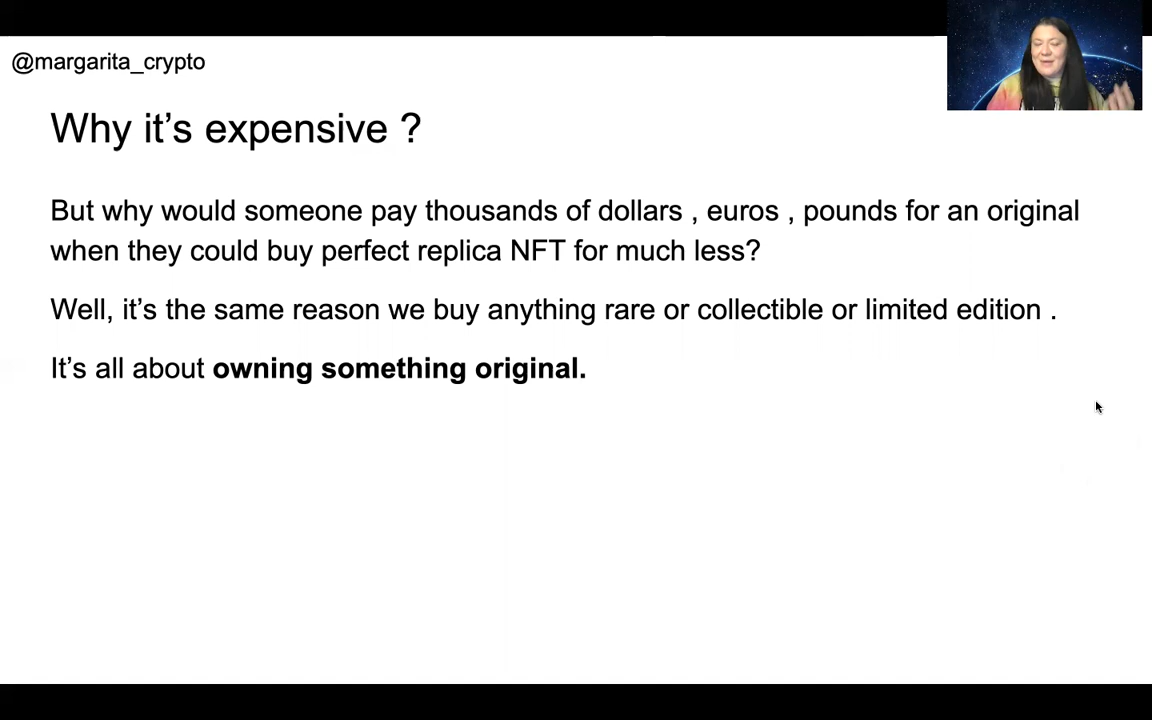 @margarita_crypto
Why it’s expensive ?
But why would someone pay thousands of dollars , euros , pounds for an original
when they could buy perfect replica NFT for much less?
Well, it’s the same reason we buy anything rare or collectible or limited edition .
It’s all about owning something original.